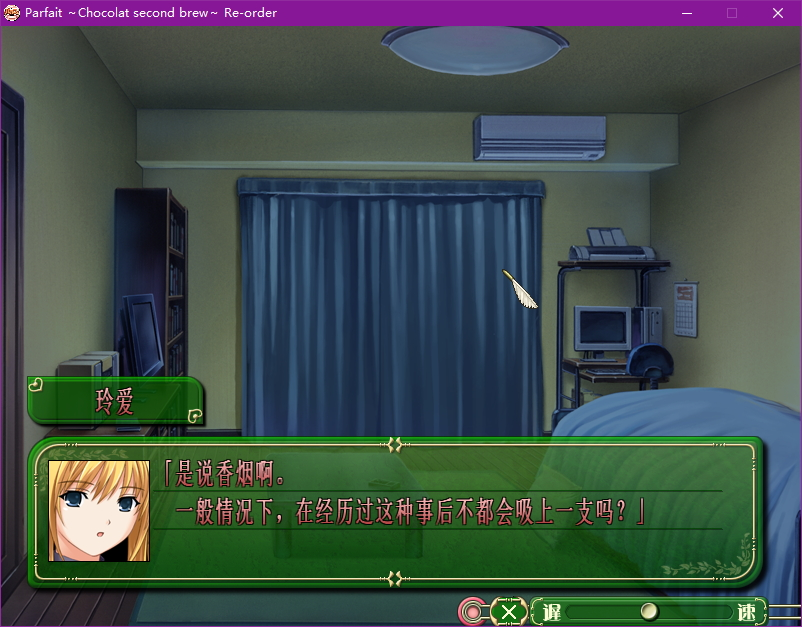 Parfait ~Chocolat second brew~ Re-order
玲爱
「是说香烟啊。
一般情况下，在经历过这种事后不都会吸上一支吗？」
遅
速